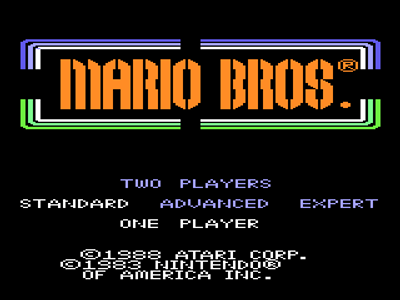 MARIO BROS.®
TWO PLAYERS
STANDARD ADVANCED EXPERT
ONE PLAYER
©1988 ATARI CORP.
©1983 NINTENDO®
OF AMERICA INC.